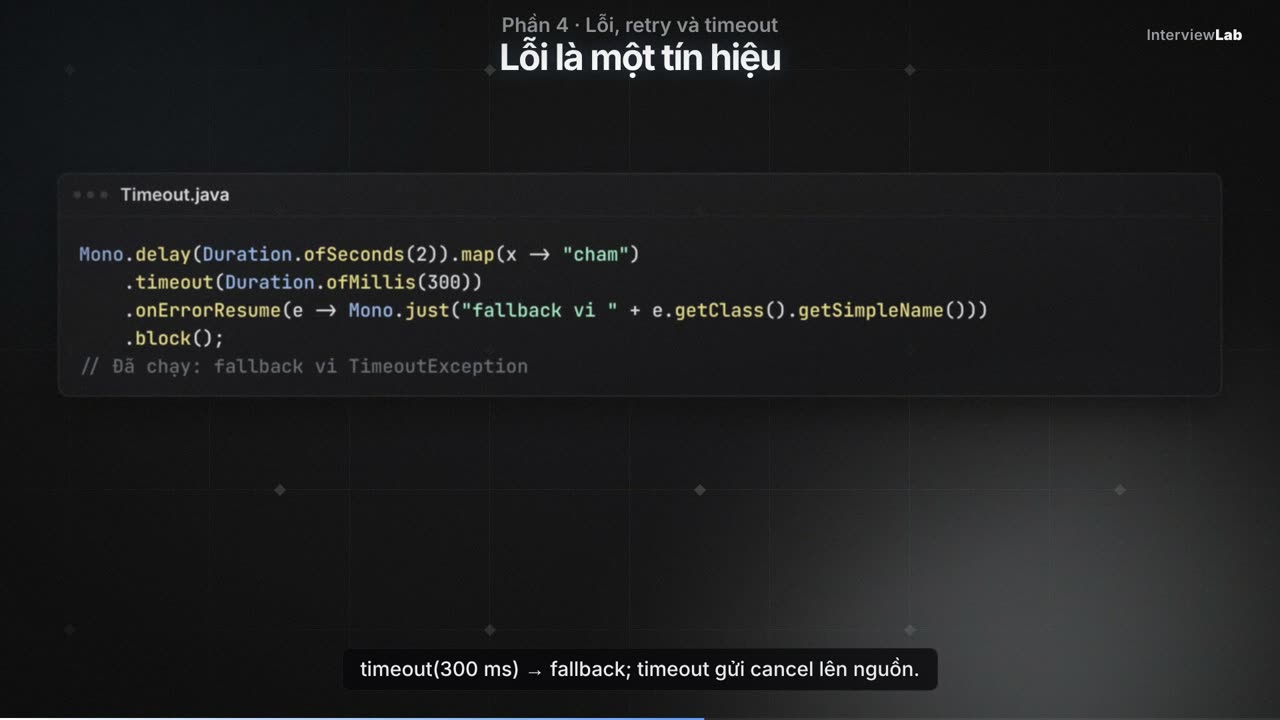 Phần 4 · Lỗi, retry và timeout
Lỗi là một tín hiệu
InterviewLab
Timeout.java
Mono.delay(Duration.ofSeconds(2)).map(x -> "cham")
    .timeout(Duration.ofMillis(300))
    .onErrorResume(e -> Mono.just("fallback vi " + e.getClass().getSimpleName()))
    .block();
// Đã chạy: fallback vi TimeoutException
timeout(300 ms) → fallback; timeout gửi cancel lên nguồn.